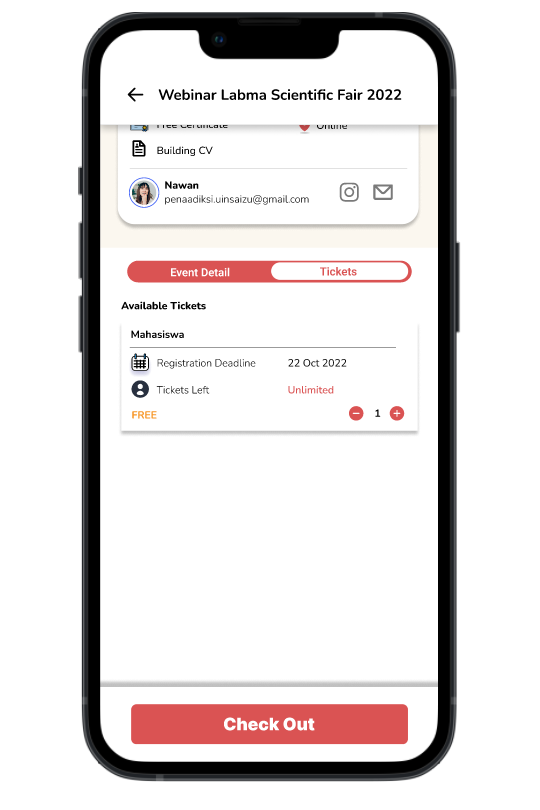 Webinar Labma Scientific Fair 2022
Free Certificate
Online
Building CV
Nawan
penaadiksi.uinsaizu@gmail.com
Event Detail
Tickets
Available Tickets
Mahasiswa
Registration Deadline
22 Oct 2022
Tickets Left
Unlimited
FREE
1
Check Out